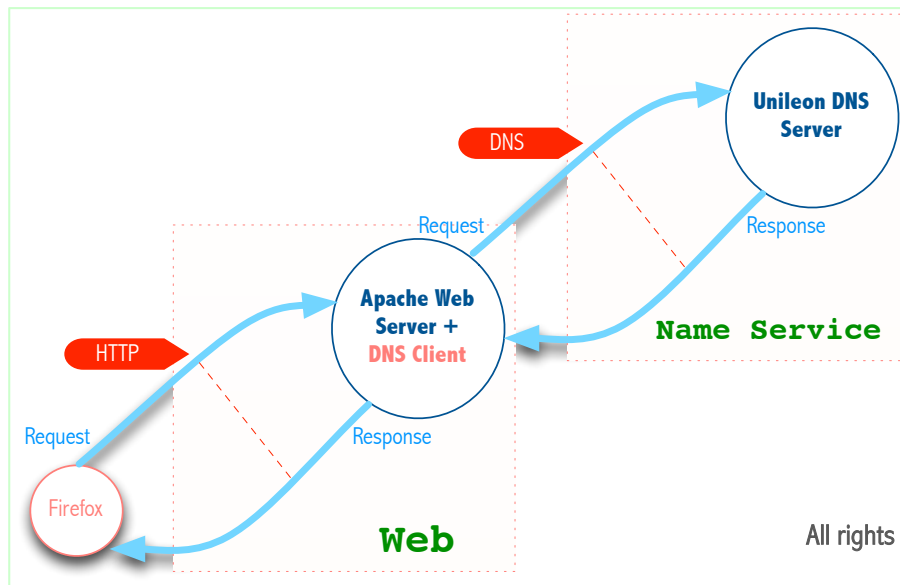 Unileon DNS
Server
DNS
Request
Response
Apache Web
Server +
DNS Client
Name Service
HTTP
Request
Response
Firefox
Web
All rights